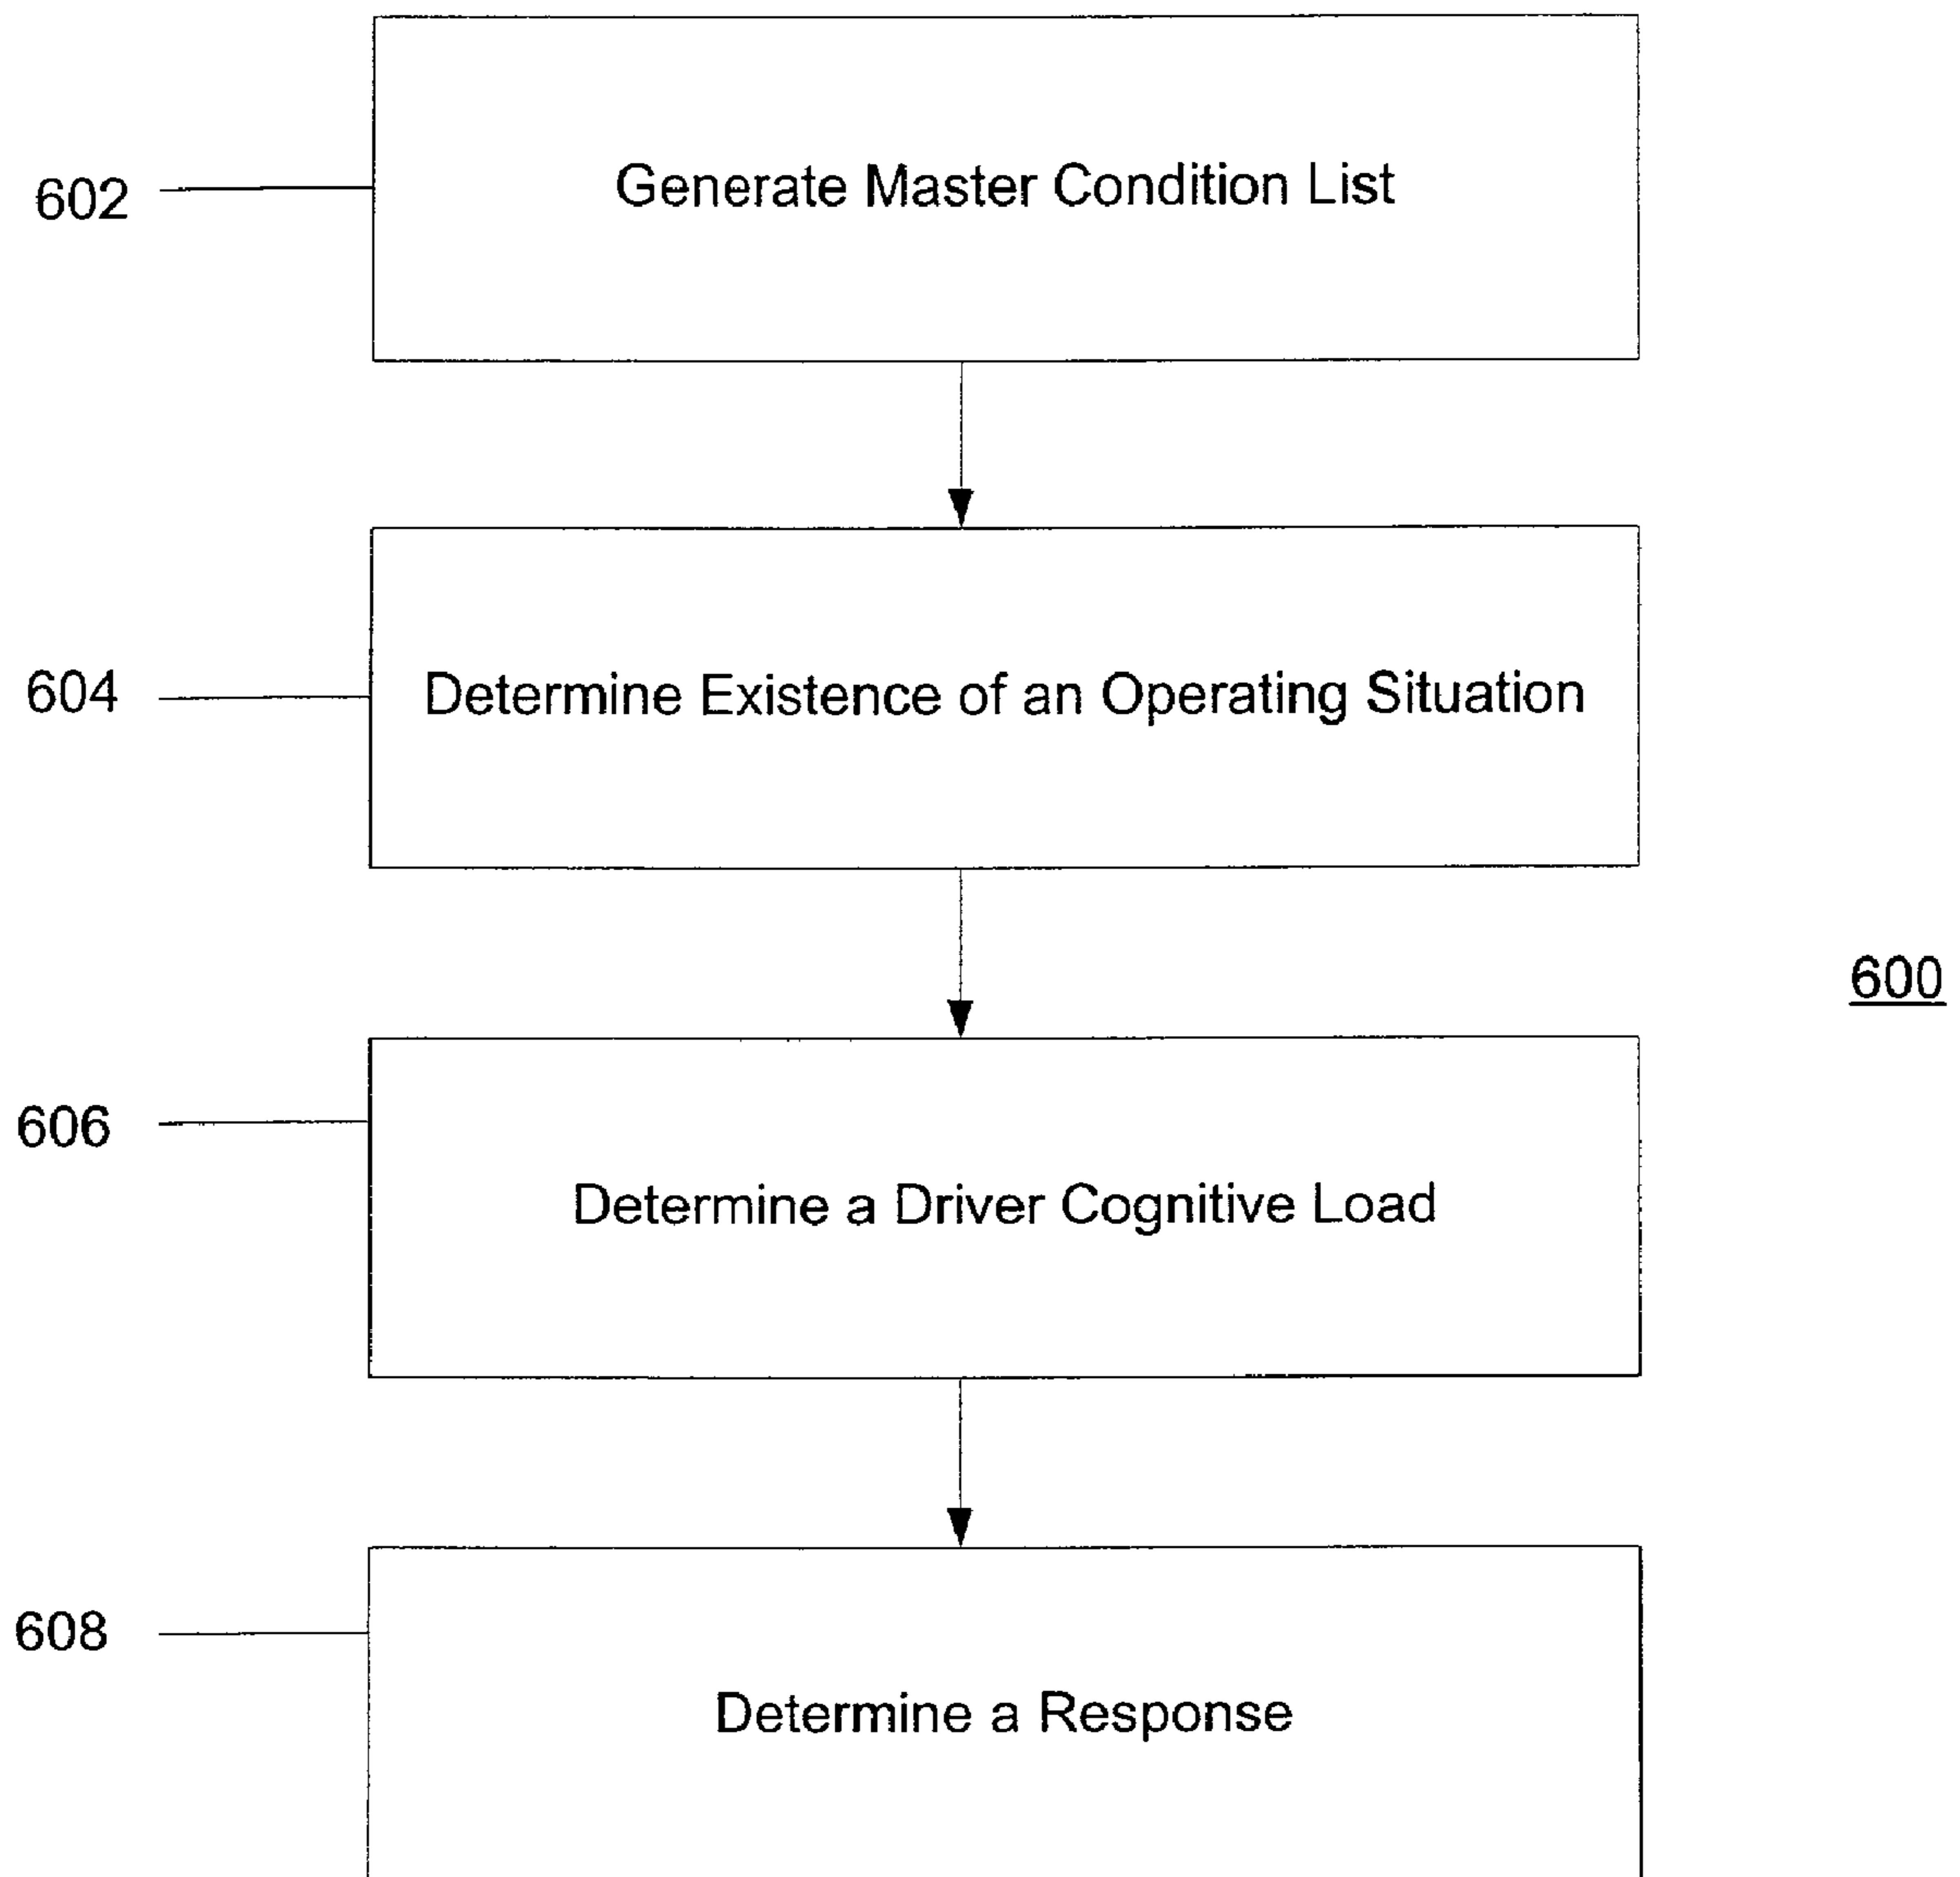 602
Generate Master Condition List
604
Determine Existence of an Operating Situation
600
606
Determine a Driver Cognitive Load
608
Determine a Response